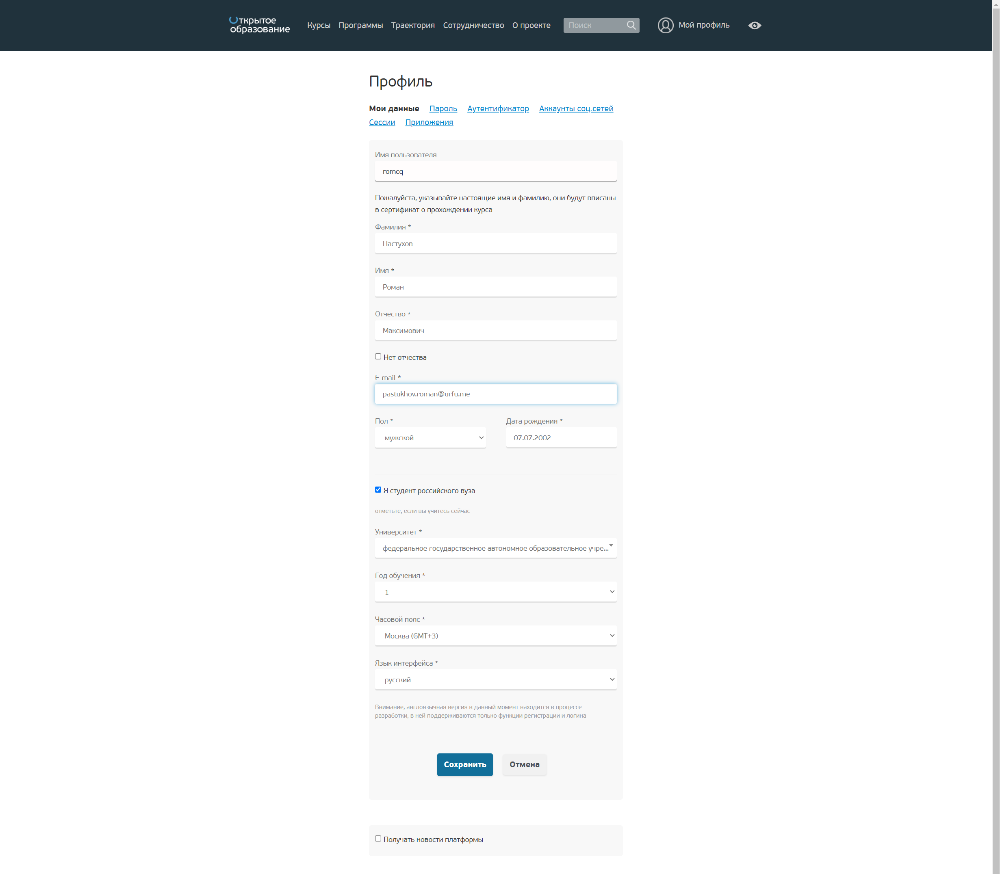 Открытое
образование
Курсы Программы Траектория Сотрудничество О проекте Поиск Мой профиль
Профиль
Мои данные Пароль Аутентификатор Аккаунты соц.сетей
Сессии Приложения
Имя пользователя
romcq
Пожалуйста, указывайте настоящие имя и фамилию, они будут вписаны
в сертификат о прохождении курса
Фамилия *
Пастухов
Имя *
Роман
Отчество *
Максимович
Нет отчества
E-mail *
pastukhov.roman@urfu.me
Пол * Дата рождения *
мужской 07.07.2002
Я студент российского вуза
отметьте, если вы учитесь сейчас
Университет *
федеральное государственное автономное образовательное учре...
Год обучения *
1
Часовой пояс *
Москва (GMT+3)
Язык интерфейса *
русский
Внимание, англоязычная версия в данный момент находится в процессе
разработки, в ней поддерживаются только функции регистрации и логина
Сохранить Отмена
Получать новости платформы